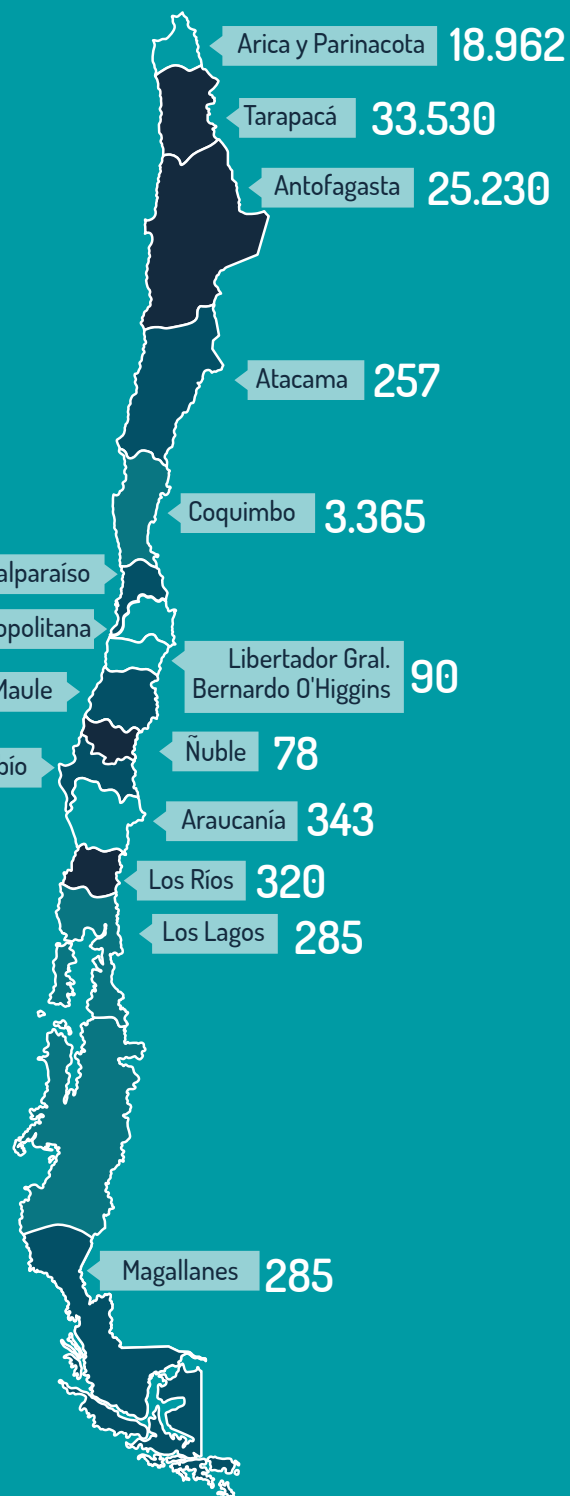 Arica y Parinacota 18.962
Tarapacá 33.530
Antofagasta 25.230
Atacama 257
Coquimbo 3.365
alparaíso
opolitana
Libertador Gral.
Bernardo O'Higgins 90
Maule
Ñuble 78
bío
Araucanía 343
Los Ríos 320
Los Lagos 285
Magallanes 285